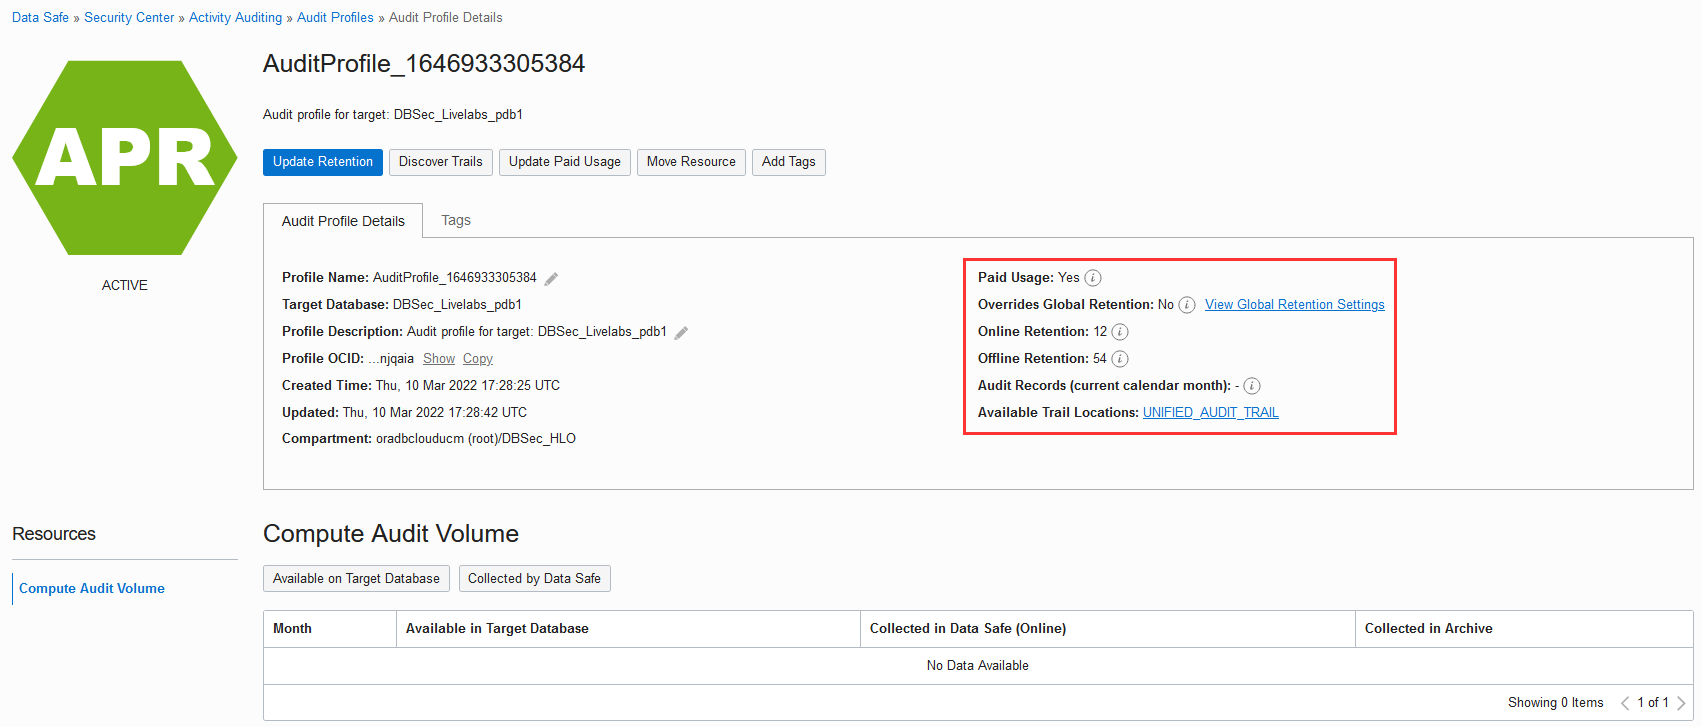 Data Safe » Security Center » Activity Auditing » Audit Profiles » Audit Profile Details
APR
ACTIVE
AuditProfile_1646933305384
Audit profile for target: DBSec_Livelabs_pdb1
Update Retention Discover Trails Update Paid Usage Move Resource Add Tags
Audit Profile Details Tags
Profile Name: AuditProfile_1646933305384
Target Database: DBSec_Livelabs_pdb1
Profile Description: Audit profile for target: DBSec_Livelabs_pdb1
Profile OCID: ...njqaia Show Copy
Created Time: Thu, 10 Mar 2022 17:28:25 UTC
Updated: Thu, 10 Mar 2022 17:28:42 UTC
Compartment: oradbclouducm (root)/DBSec_HLO
Paid Usage: Yes i
Overrides Global Retention: No i View Global Retention Settings
Online Retention: 12 i
Offline Retention: 54 i
Audit Records (current calendar month): - i
Available Trail Locations: UNIFIED_AUDIT_TRAIL
Resources
Compute Audit Volume
Compute Audit Volume
Available on Target Database Collected by Data Safe
Month Available in Target Database Collected in Data Safe (Online) Collected in Archive
No Data Available
Showing 0 Items 1 of 1